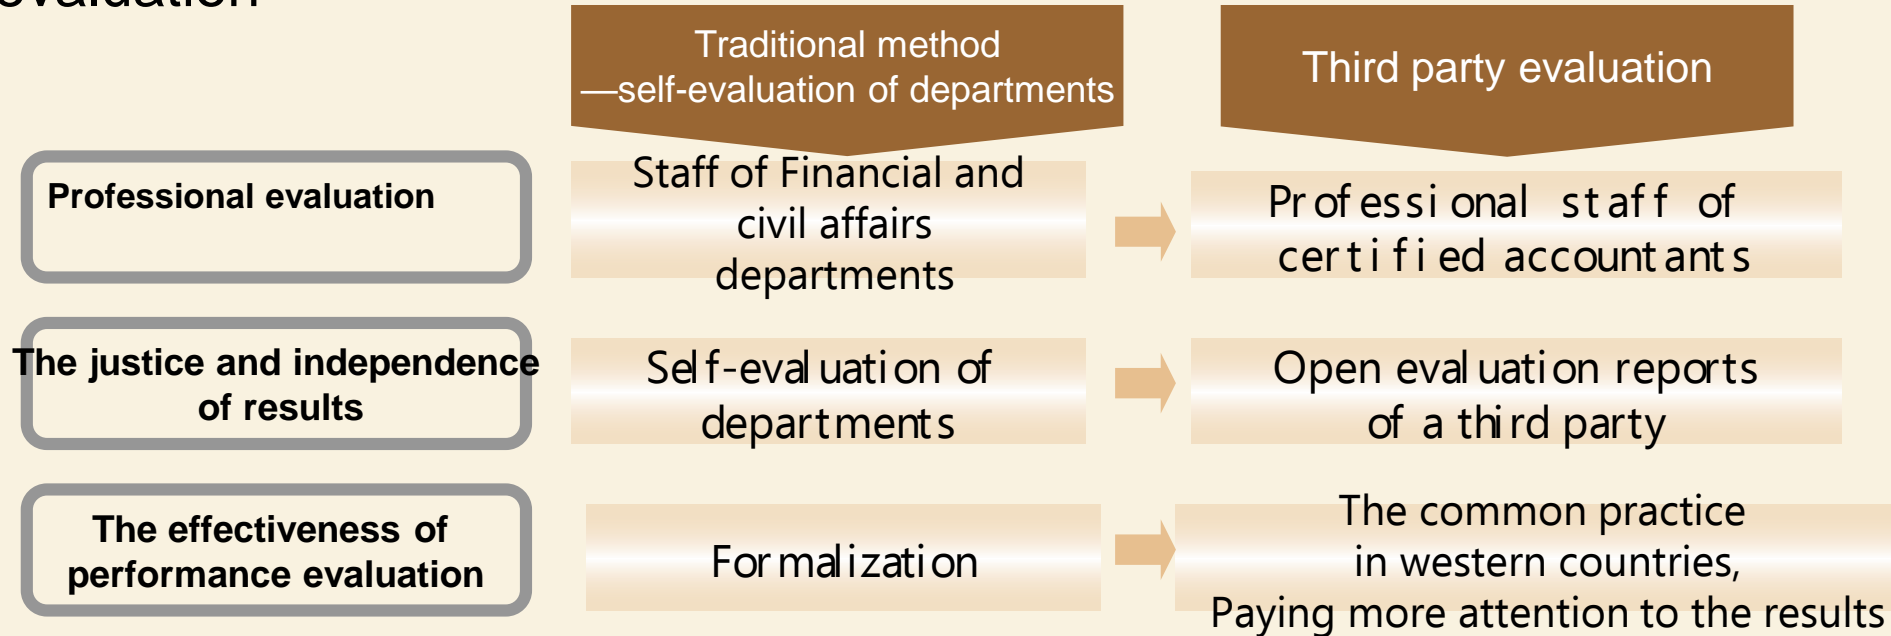 evaluation
Traditional method
—self-evaluation of departments
Third party evaluation
Professional evaluation
Staff of Financial and
civil affairs
departments
Professional staff of
certified accountants
The justice and independence
of results
Self-evaluation of
departments
Open evaluation reports
of a third party
The effectiveness of
performance evaluation
Formalization
The common practice
in western countries,
Paying more attention to the results